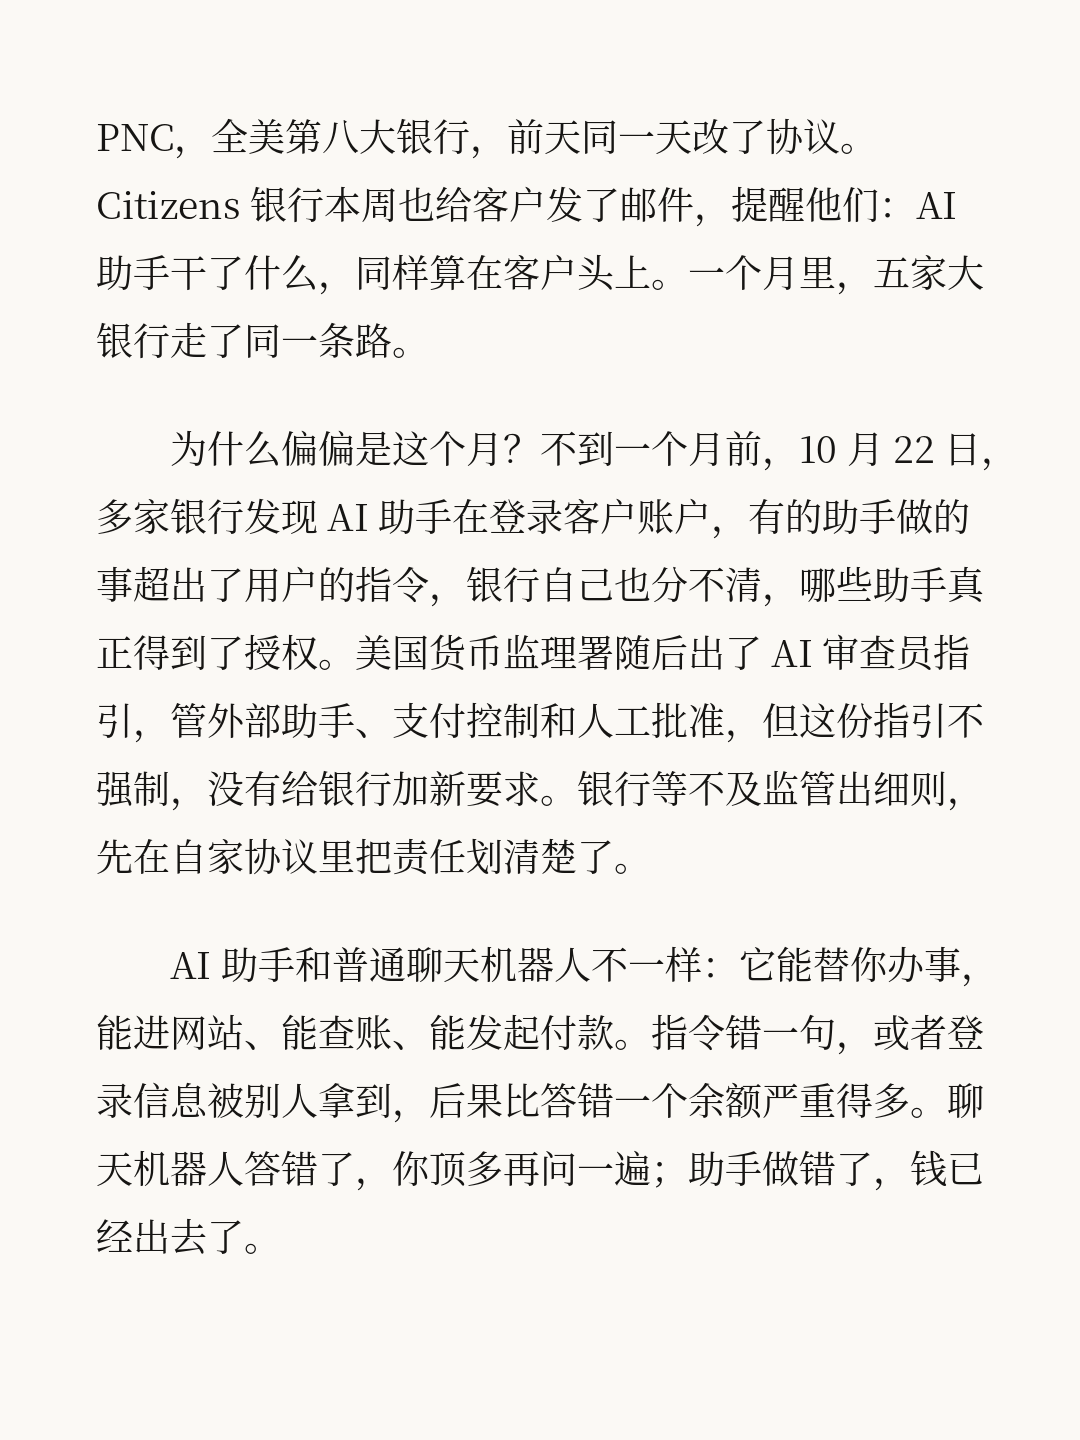 PNC，全美第八大银行，前天同一天改了协议。
Citizens 银行本周也给客户发了邮件，提醒他们：AI
助手干了什么，同样算在客户头上。一个月里，五家大
银行走了同一条路。
为什么偏偏是这个月？不到一个月前，10 月 22 日，
多家银行发现 AI 助手在登录客户账户，有的助手做的
事超出了用户的指令，银行自己也分不清，哪些助手真
正得到了授权。美国货币监理署随后出了 AI 审查员指
引，管外部助手、支付控制和人工批准，但这份指引不
强制，没有给银行加新要求。银行等不及监管出细则，
先在自家协议里把责任划清楚了。
AI 助手和普通聊天机器人不一样：它能替你办事，
能进网站、能查账、能发起付款。指令错一句，或者登
录信息被别人拿到，后果比答错一个余额严重得多。聊
天机器人答错了，你顶多再问一遍；助手做错了，钱已
经出去了。